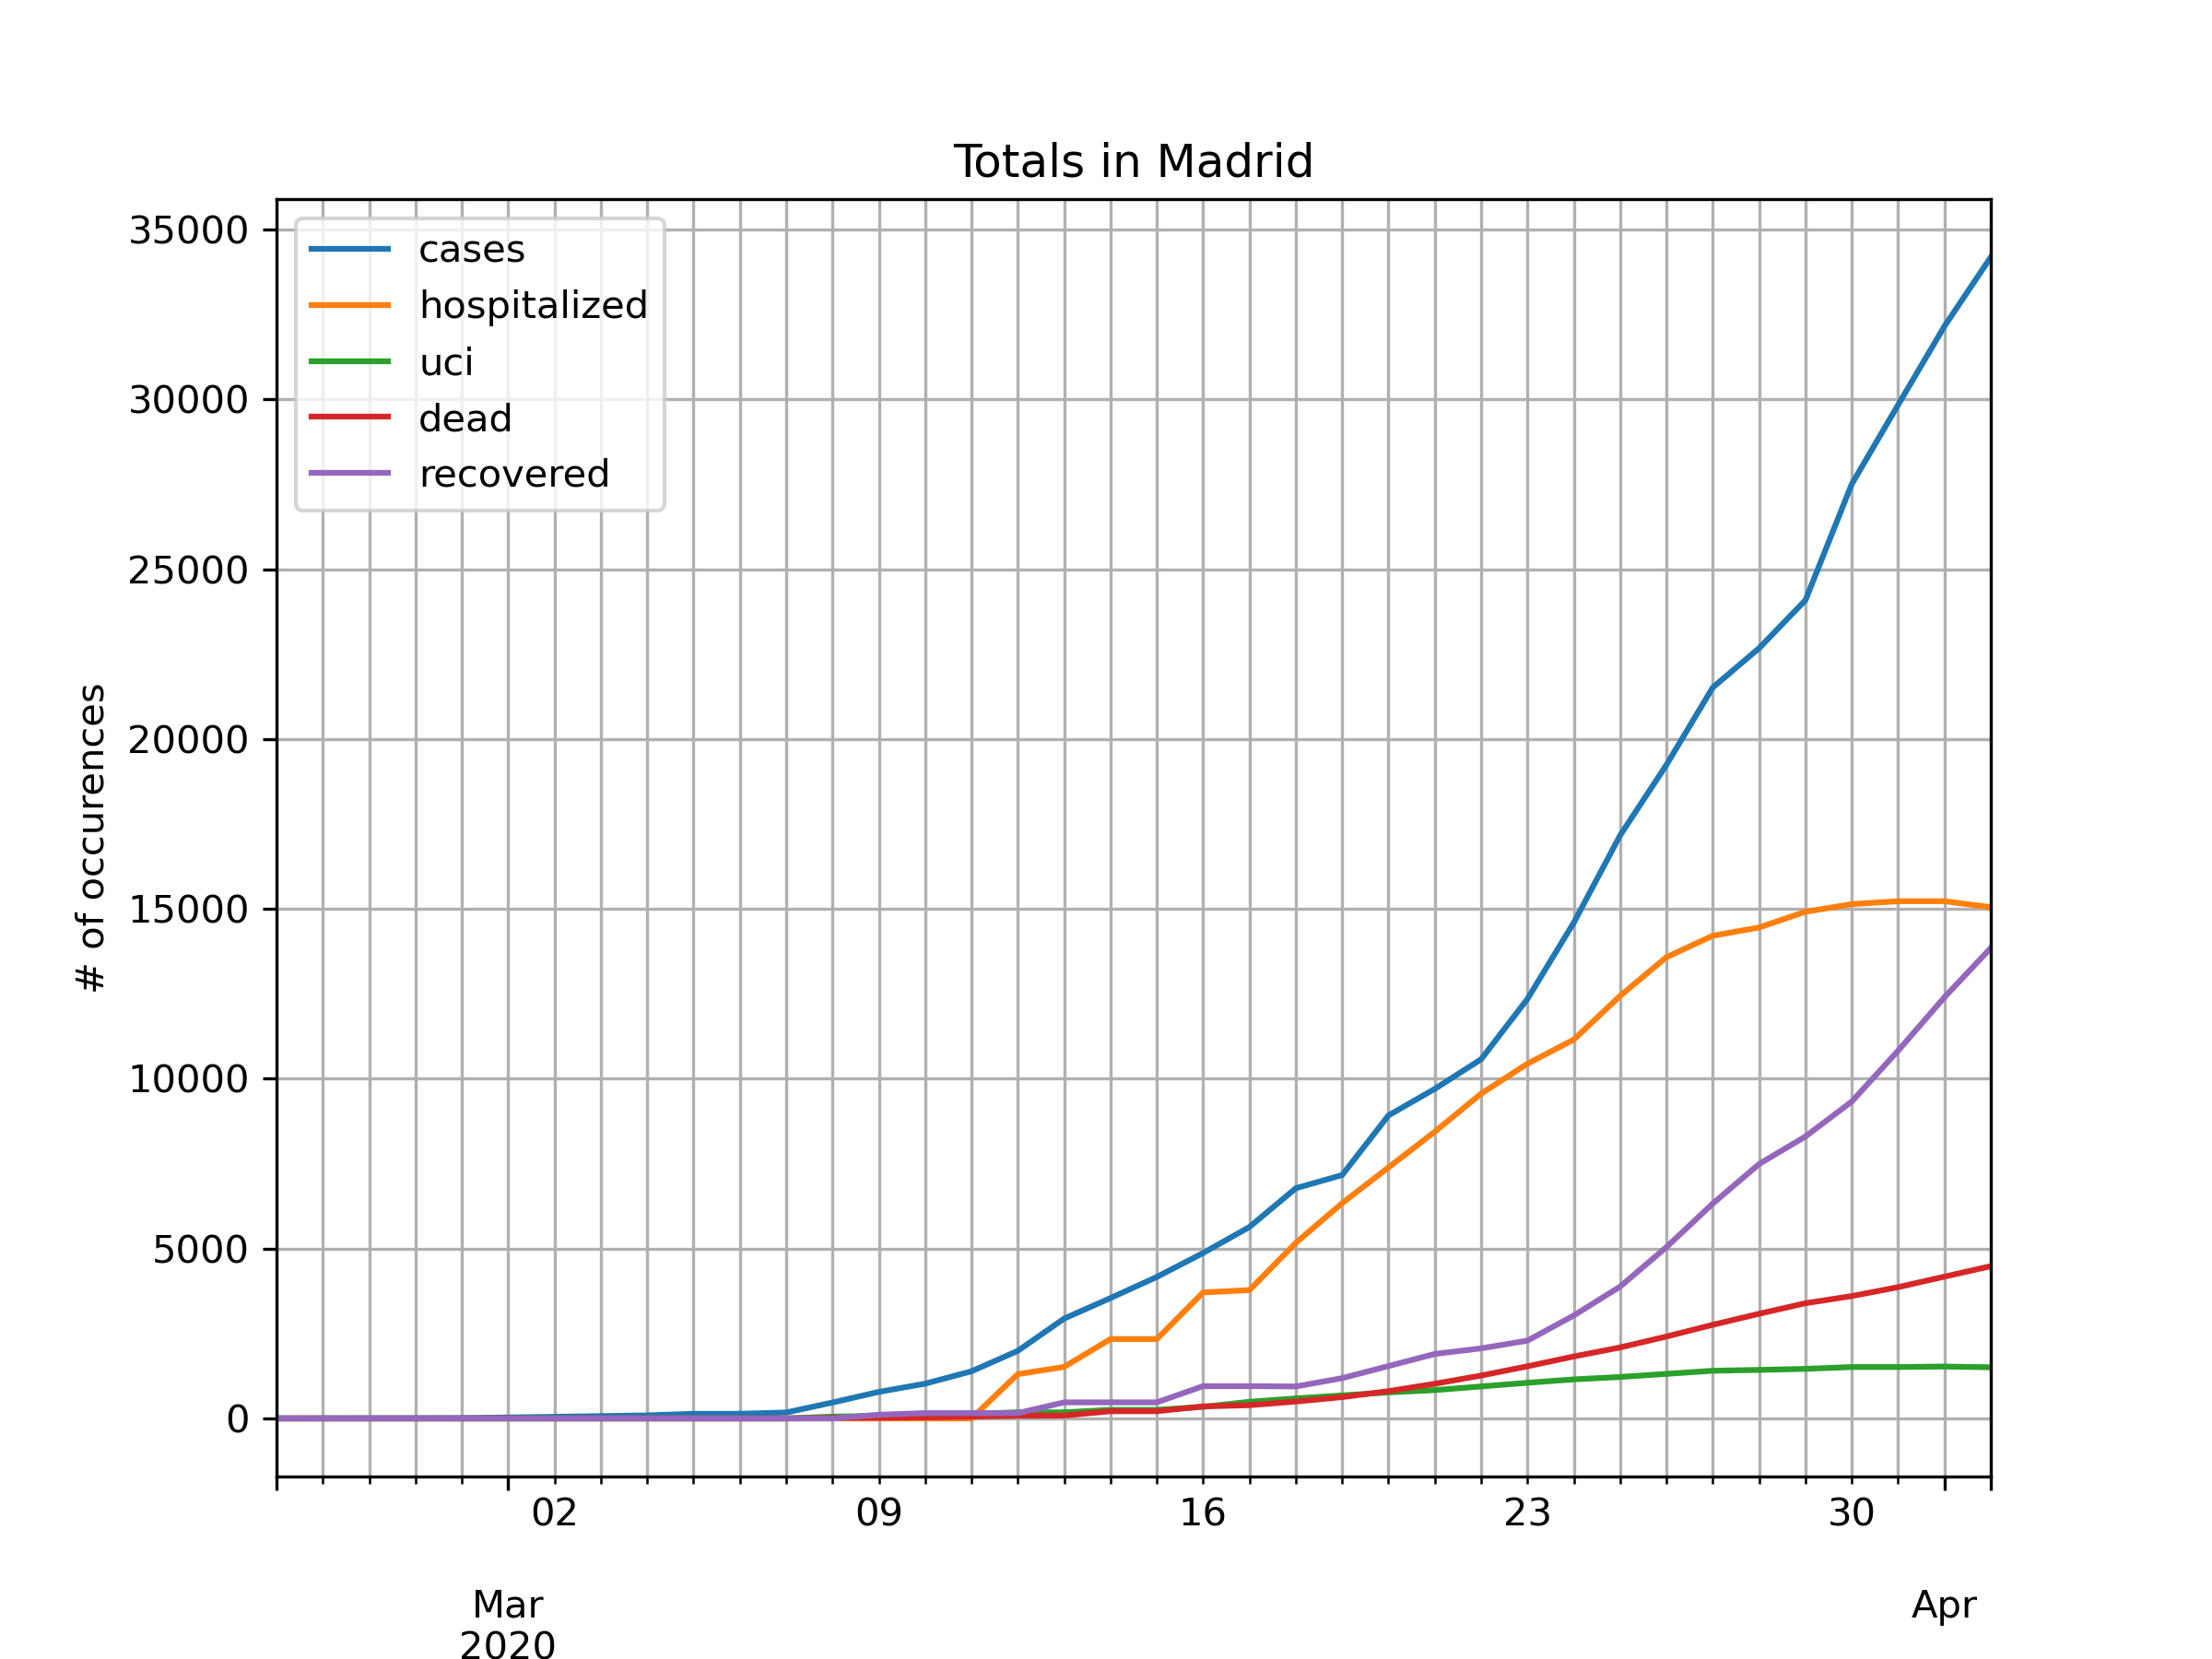 Totals in Madrid
35000
30000
25000
20000
15000
10000
5000
0
# of occurences
cases
hospitalized
uci
dead
recovered
02
09
16
23
30
Mar
2020
Apr